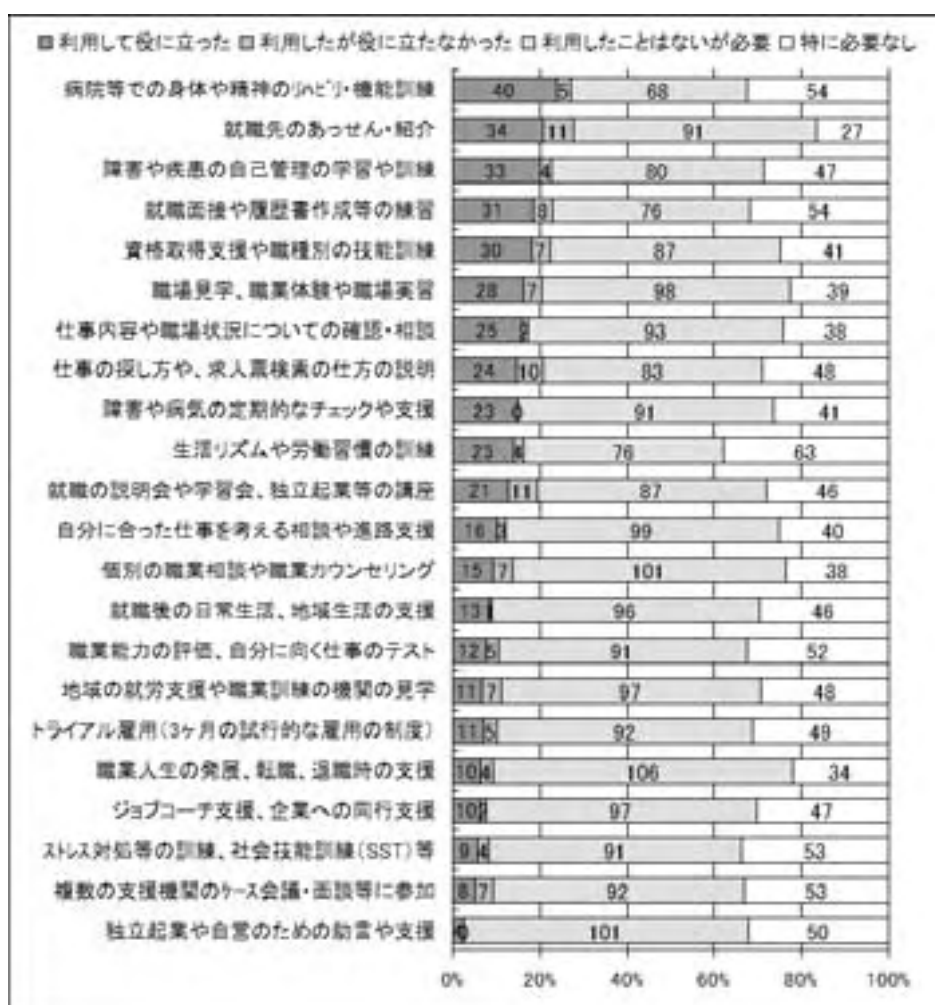 利用して役に立った 利用したが役に立たなかった 利用したことはないが必要 特に必要なし
病院等での身体や精神のリハビリ・機能訓練 40 5 68 54
就職先のあっせん・紹介 34 11 91 27
障害や疾患の自己管理の学習や訓練 33 4 80 47
就職面接や履歴書作成等の練習 31 8 76 54
資格取得支援や職種別の技能訓練 30 7 87 41
職場見学、職業体験や職場実習 28 7 98 39
仕事内容や職場状況についての確認・相談 25 2 93 38
仕事の探し方や、求人票検索の仕方の説明 24 10 83 48
障害や病気の定期的なチェックや支援 23 0 91 41
生活リズムや労働習慣の訓練 23 4 76 63
就職の説明会や学習会、独立起業等の講座 21 11 87 46
自分に合った仕事を考える相談や進路支援 16 3 99 40
個別の職業相談や職業カウンセリング 15 7 101 38
就職後の日常生活、地域生活の支援 13 96 46
職業能力の評価、自分に向く仕事のテスト 12 5 91 52
地域の就労支援や職業訓練の機関の見学 11 7 97 48
トライアル雇用(3ヶ月の試行的な雇用の制度) 11 5 92 49
職業人生の発展、転職、退職時の支援 10 4 106 34
ジョブコーチ支援、企業への同行支援 10 2 97 47
ストレス対処等の訓練、社会技能訓練(SST)等 9 4 91 53
複数の支援機関のケース会議・面談等に参加 8 7 92 53
独立起業や自営のための助言や支援 0 101 50
0% 20% 40% 60% 80% 100%